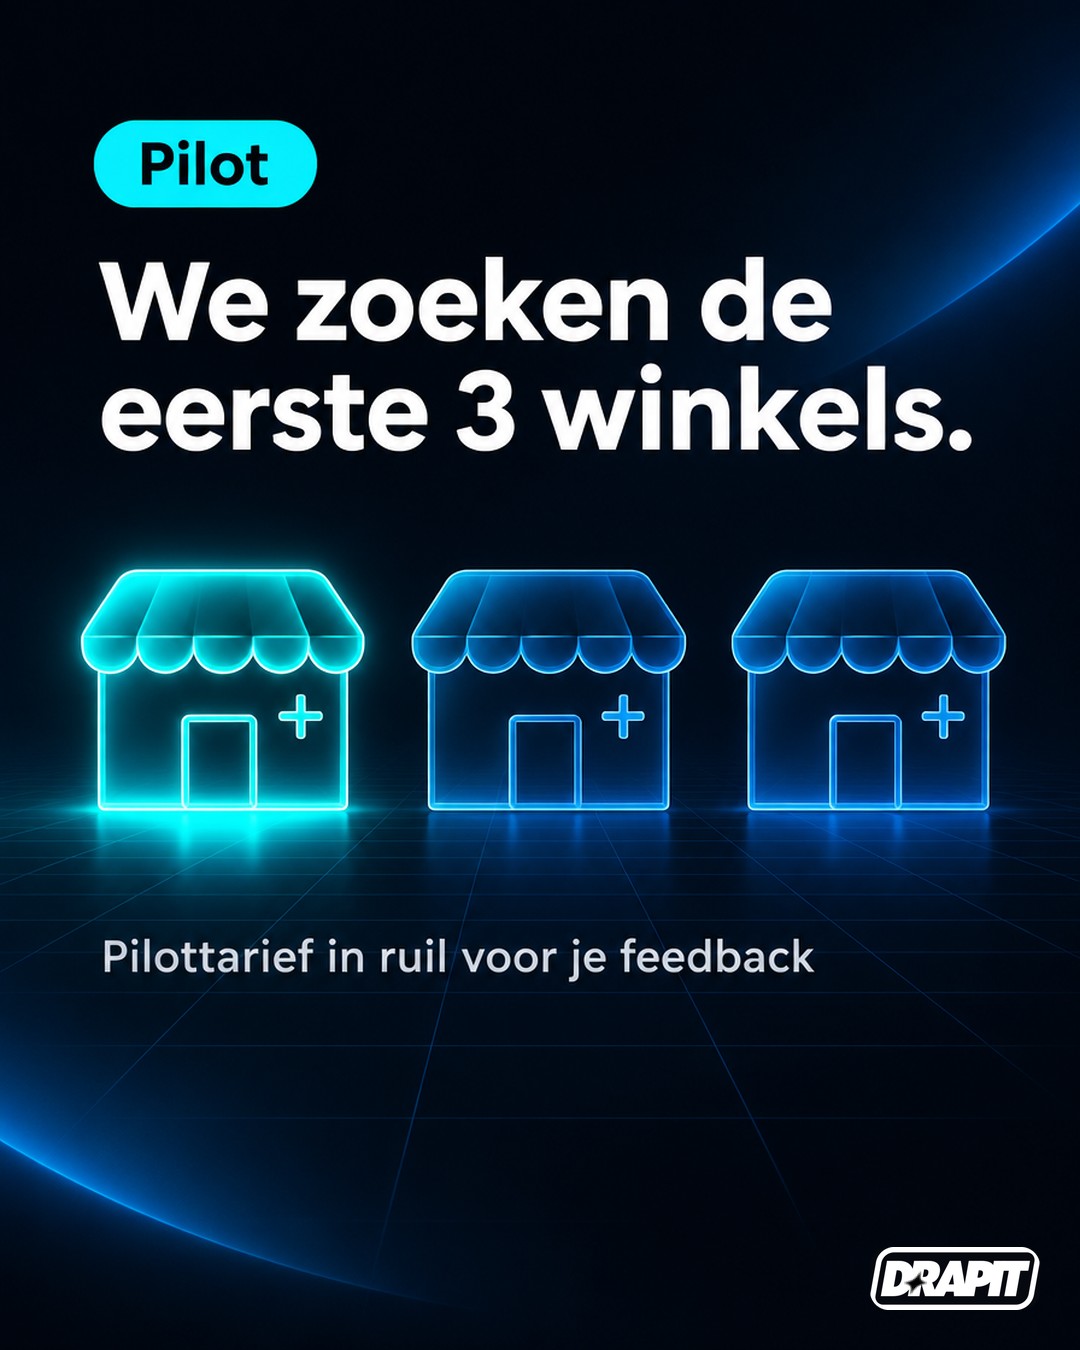 Pilot
We zoeken de
eerste 3 winkels.
Pilottarief in ruil voor je feedback
DRAPIT